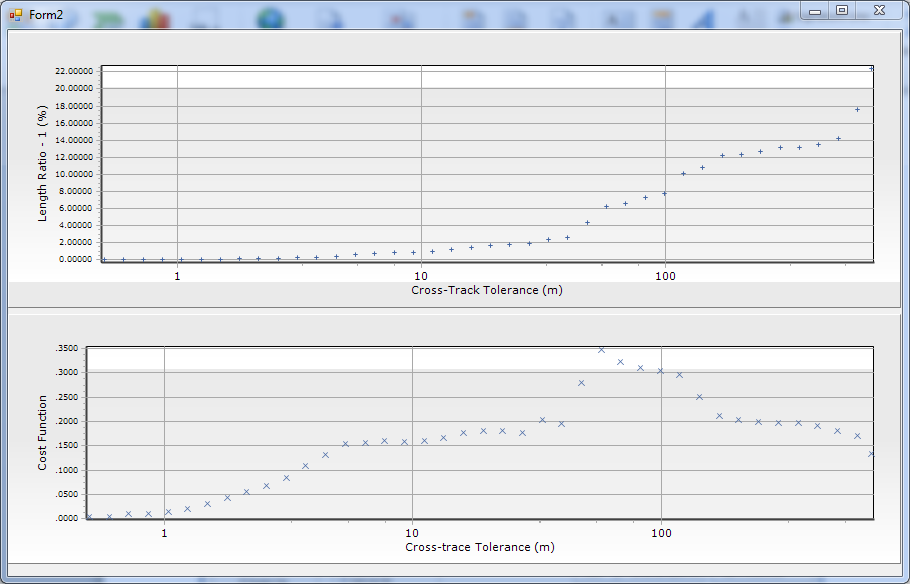 Form2
22.00000
20.00000
18.00000
16.00000
14.00000
12.00000
10.00000
8.00000
6.00000
4.00000
2.00000
0.00000
Length Ratio - 1 (%)
1 10 100
Cross-Track Tolerance (m)
.3500
.3000
.2500
.2000
.1500
.1000
.0500
.0000
Cost Function
1 10 100
Cross-trace Tolerance (m)